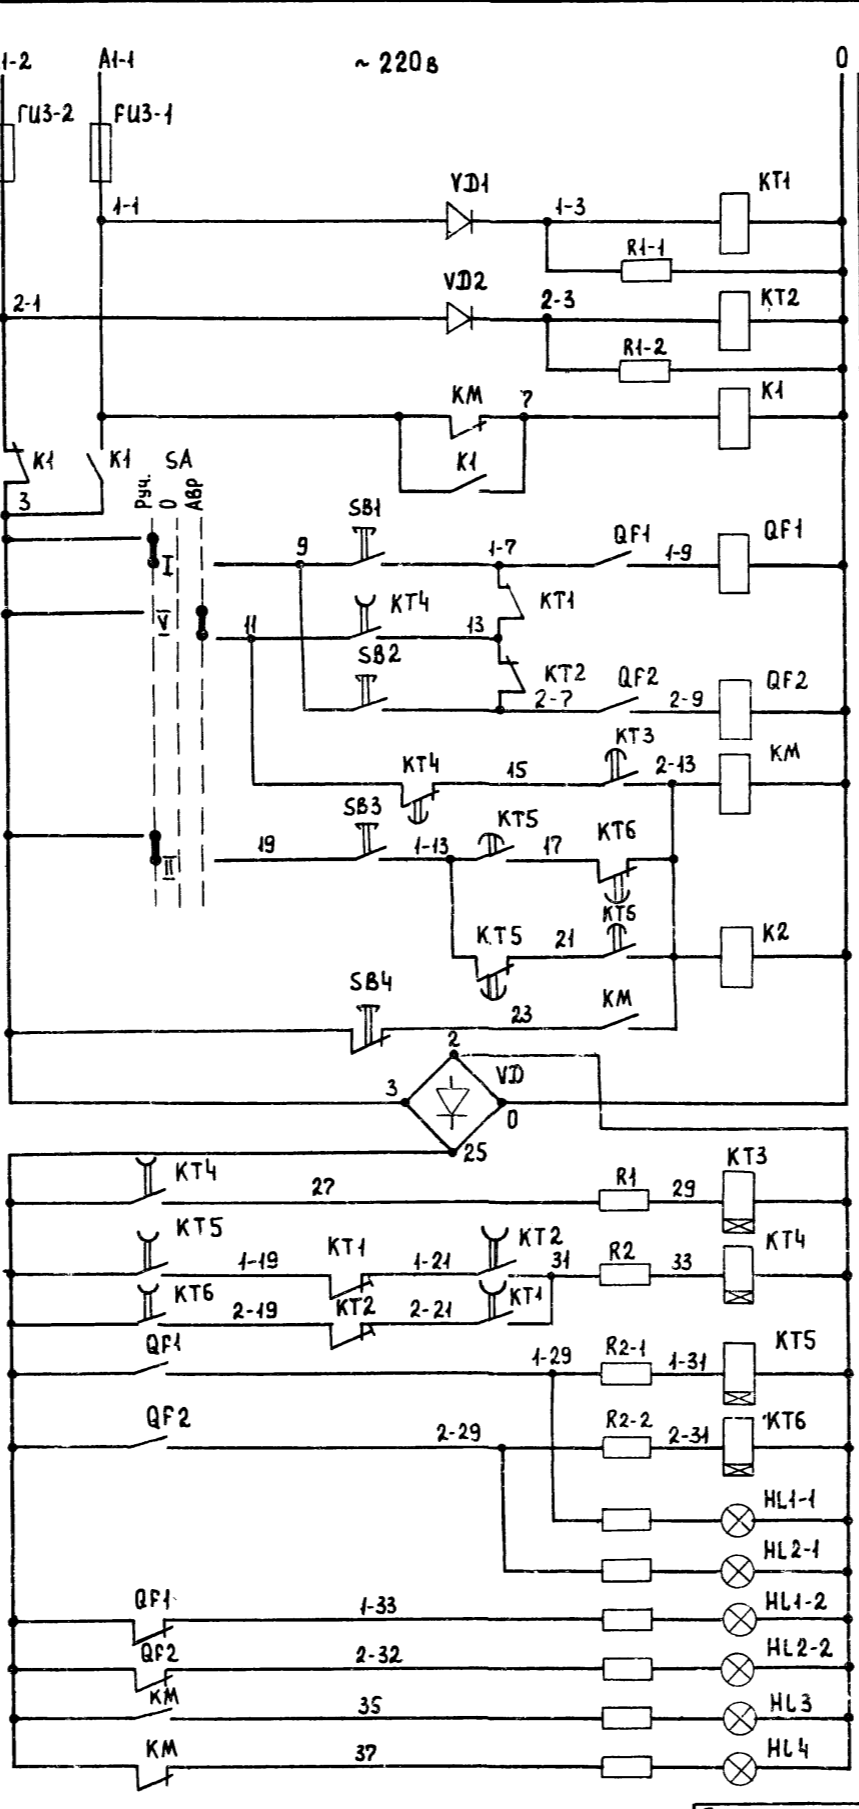 1-2 A1-1 ~220в 0
FU3-2 FU3-1
VD1 KT1
1-1 1-3
R1-1
VD2 KT2
2-1 2-3
R1-2
KM 7 K1
K1 K1 SA K1
Руч. 0 АВР
3
SB1 QF1 QF1
9 1-7 1-9
I
KT4 KT1
V 11 13
SB2 KT2 QF2 QF2
2-7 2-9
KT3 KM
KT4 15 2-13
SB3 KT5 KT6
19 1-13 17
II
KT5 21 KT6 K2
SB4 23 KM
2 VD
3 0
25
KT4 27 R1 29 KT3
KT5 1-19 KT1 1-21 KT2 31 R2 33 KT4
KT6 2-19 KT2 2-21 KT1
QF1 1-29 R2-1 1-31 KT5
QF2 2-29 R2-2 2-31 KT6
HL1-1
HL2-1
QF1 1-33 HL1-2
QF2 2-32 HL2-2
KM 35 HL3
KM 37 HL4